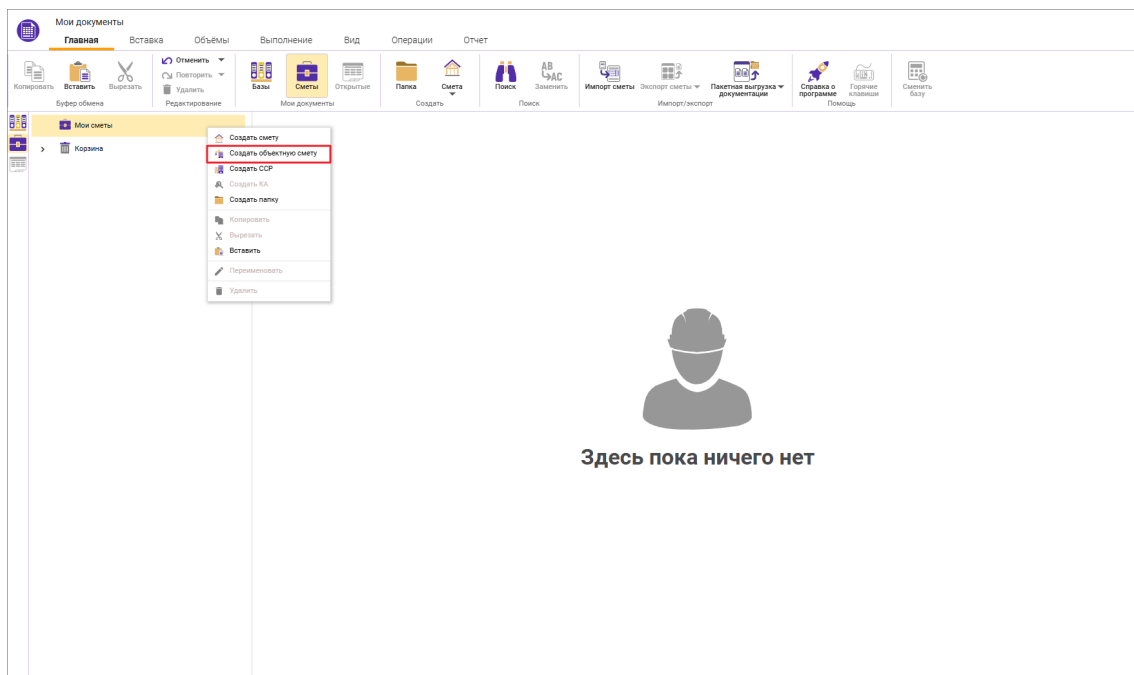 Мои документы
Главная Вставка Объёмы Выполнение Вид Операции Отчет
Копировать Вставить Вырезать
Буфер обмена
Отменить
Повторить
Удалить
Редактирование
Базы Сметы Открытые
Мои документы
Папка Смета
Создать
Поиск Заменить
AB
AC
Поиск
Импорт сметы Экспорт сметы Пакетная выгрузка
документации
Импорт/экспорт
Справка о
программе
Горячие
клавиши
Помощь
Сменить
базу
Мои сметы
Корзина
Создать смету
Создать объектную смету
Создать ССР
Создать КА
Создать папку
Копировать
Вырезать
Вставить
Переименовать
Удалить
Здесь пока ничего нет